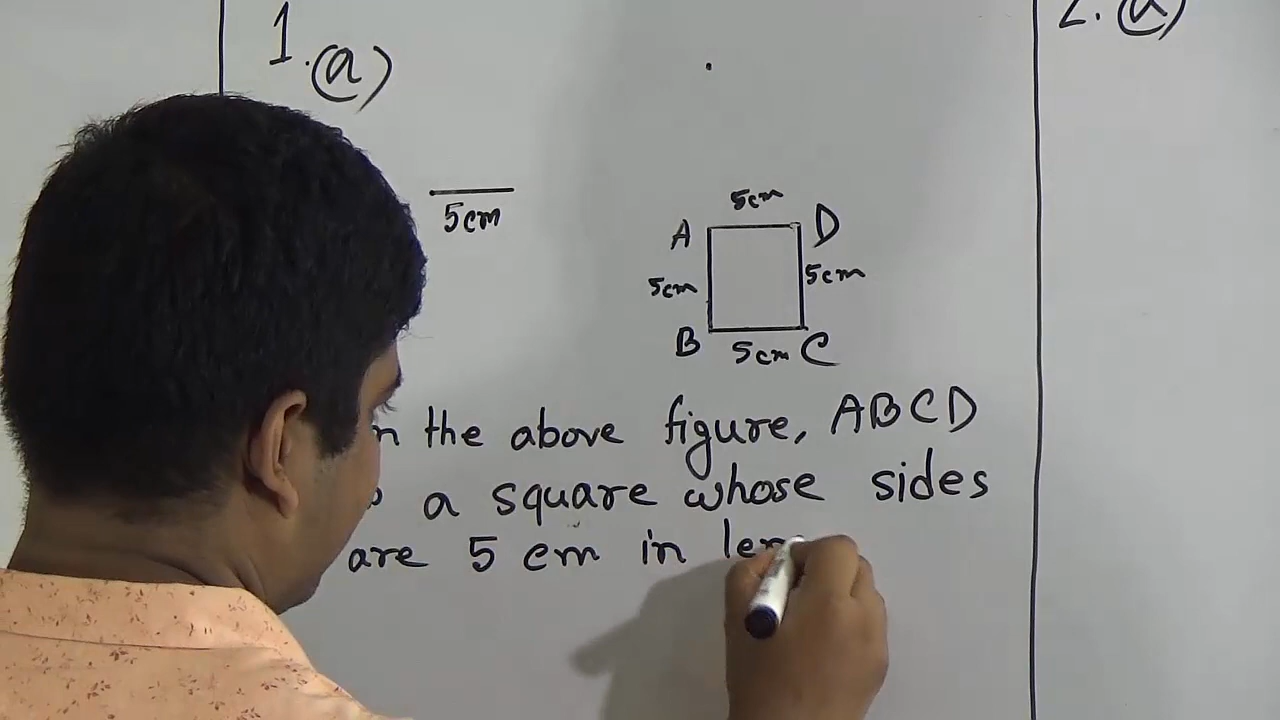 1.(a)
2.(a)
5cm
5cm
A
D
5cm
5cm
B
5cm
C
the above figure, ABCD
a square whose sides
are 5 cm in